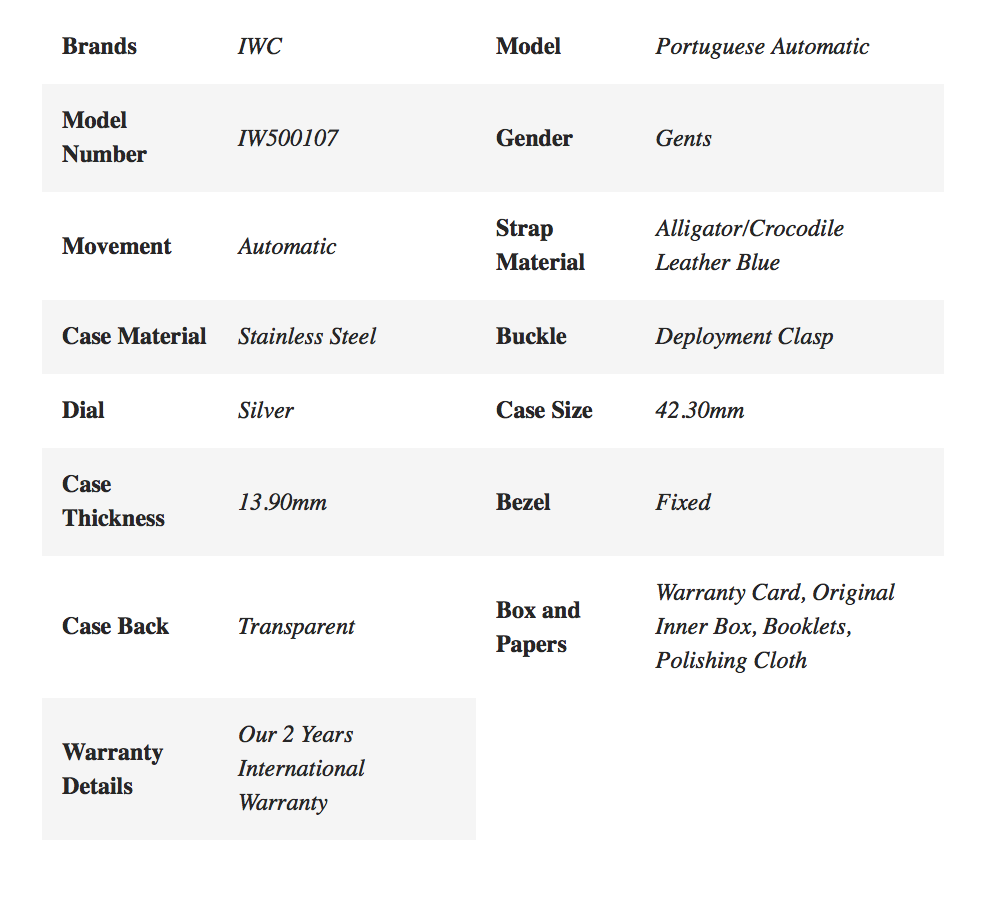 Brands IWC Model Portuguese Automatic
Model
Number
IW500107 Gender Gents
Movement Automatic
Strap
Material
Alligator/Crocodile
Leather Blue
Case Material Stainless Steel Buckle Deployment Clasp
Dial Silver Case Size 42.30mm
Case
Thickness
13.90mm Bezel Fixed
Case Back Transparent
Box and
Papers
Warranty Card, Original
Inner Box, Booklets,
Polishing Cloth
Warranty
Details
Our 2 Years
International
Warranty